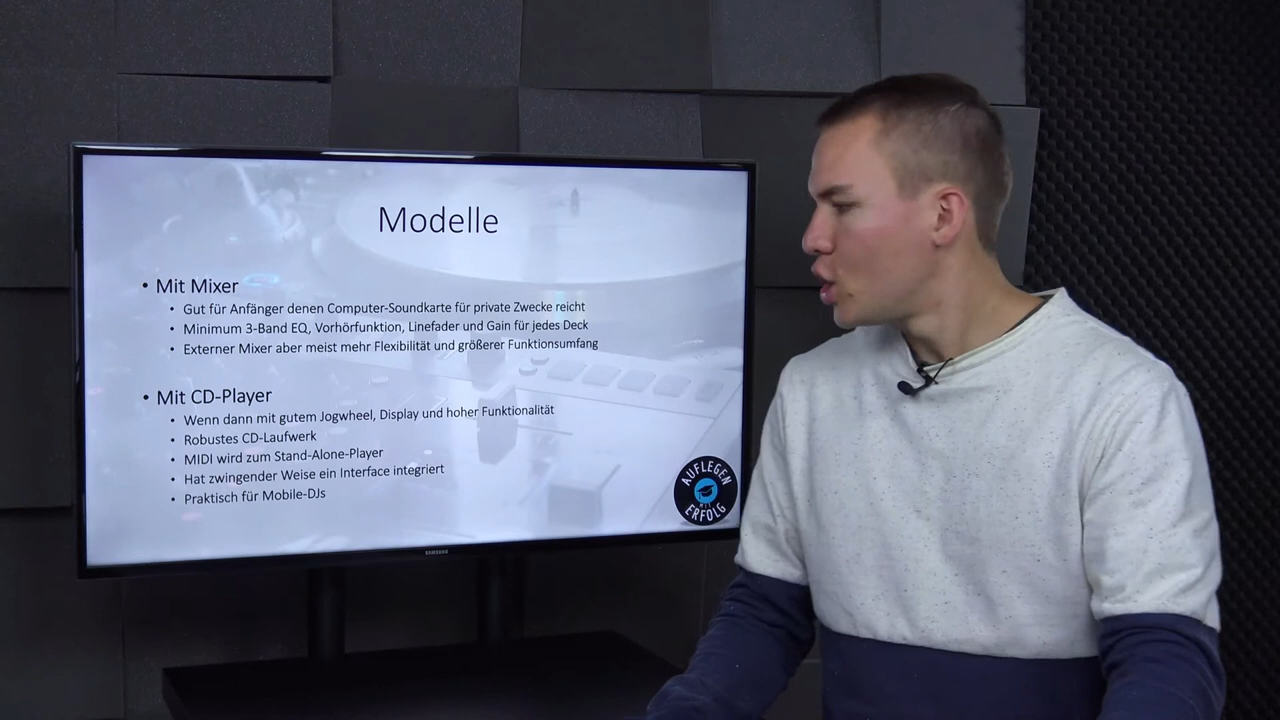 Modelle
• Mit Mixer
• Gut für Anfänger denen Computer-Soundkarte für private Zwecke reicht
• Minimum 3-Band EQ, Vorhörfunktion, Linefader und Gain für jedes Deck
• Externer Mixer aber meist mehr Flexibilität und größerer Funktionsumfang
• Mit CD-Player
• Wenn dann mit gutem Jogwheel, Display und hoher Funktionalität
• Robustes CD-Laufwerk
• MIDI wird zum Stand-Alone-Player
• Hat zwingender Weise ein Interface integriert
• Praktisch für Mobile-DJs
AUFLEGEN
MIT
ERFOLG
SAMSUNG